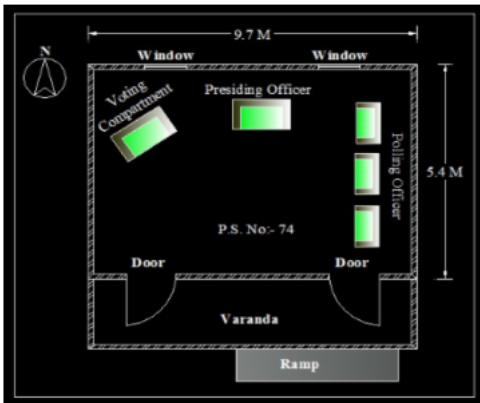 9.7 M
N
Window
Window
Voting
Compartment
Presiding Officer
Polling Officer
5.4 M
P.S. No:- 74
Door
Door
Varanda
Ramp